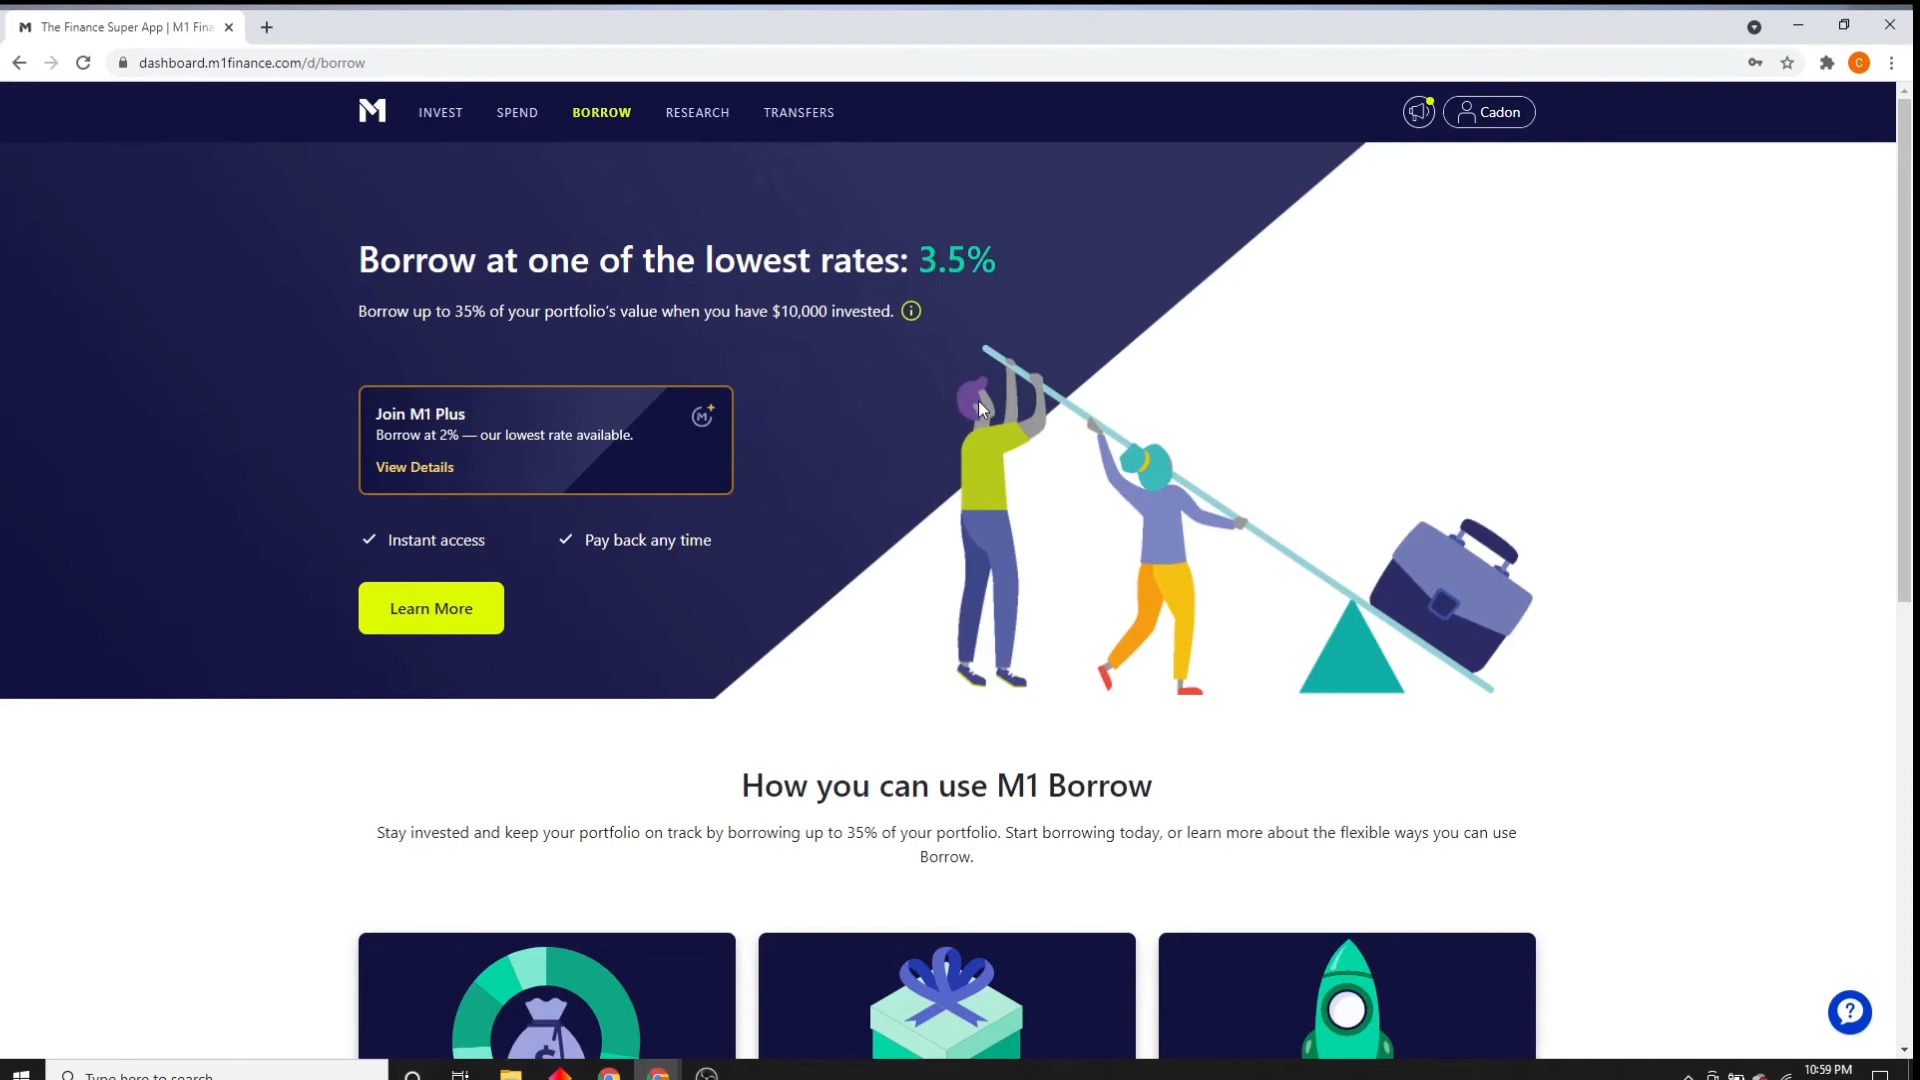 The Finance Super App | M1 Fina
dashboard.m1finance.com/d/borrow
C
INVEST
SPEND
BORROW
RESEARCH
TRANSFERS
Cadon
Borrow at one of the lowest rates: 3.5%
Borrow up to 35% of your portfolio's value when you have $10,000 invested.
Join M1 Plus
Borrow at 2% — our lowest rate available.
View Details
Instant access
Pay back any time
Learn More
How you can use M1 Borrow
Stay invested and keep your portfolio on track by borrowing up to 35% of your portfolio. Start borrowing today, or learn more about the flexible ways you can use
Borrow.
Type here to search
10:59 PM